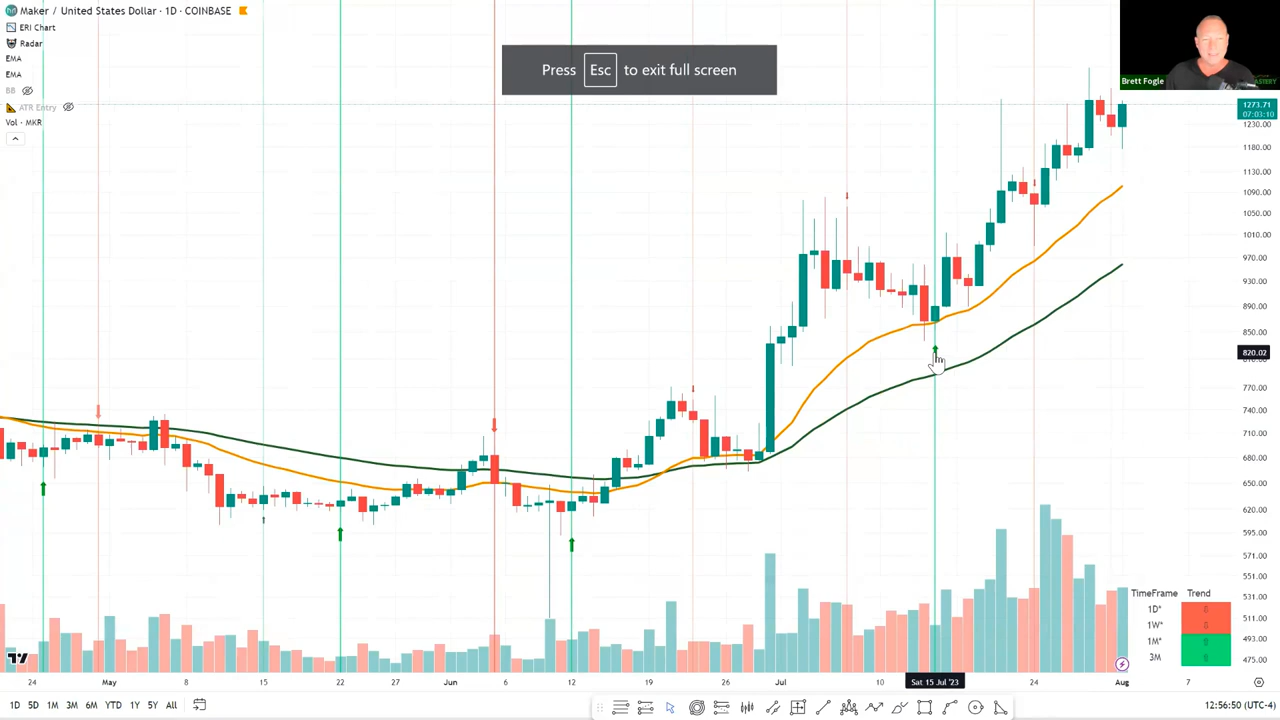 Maker / United States Dollar · 1D · COINBASE
ERI Chart
Radar
EMA
EMA
BB
ATR Entry
Vol · MKR
Press Esc to exit full screen
Brett Fogle
1273.71
07:03:10
1230.00
1180.00
1130.00
1090.00
1050.00
1010.00
970.00
930.00
890.00
850.00
820.02
770.00
740.00
710.00
680.00
650.00
620.00
595.00
571.00
551.00
531.00
511.00
493.00
475.00
TimeFrame Trend
1D*
1W*
1M*
3M
24 May 8 15 22 27 Jun 6 12 19 26 Jul 10 Sat 15 Jul '23 24 Aug 7
1D 5D 1M 3M 6M YTD 1Y 5Y All
12:56:50 (UTC-4)